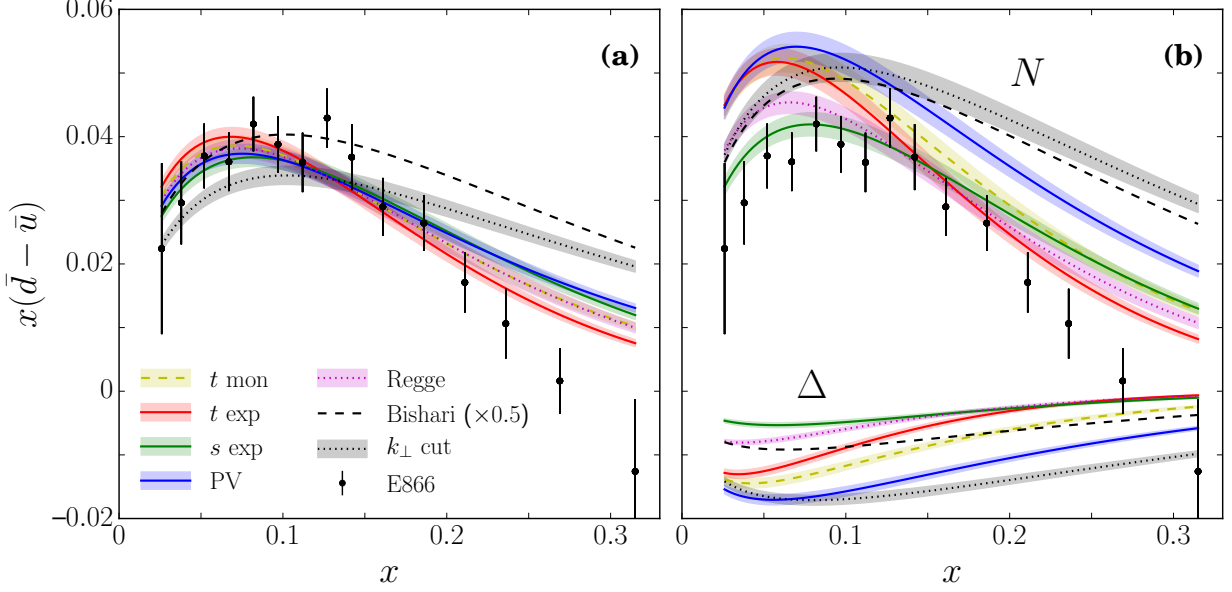 0.06
0.04
0.02
0
−0.02
x(d̄ − ū)
(a)
t mon
t exp
s exp
PV
Regge
Bishari (×0.5)
k⊥ cut
E866
0 0.1 0.2 0.3
x
(b)
N
Δ
0 0.1 0.2 0.3
x